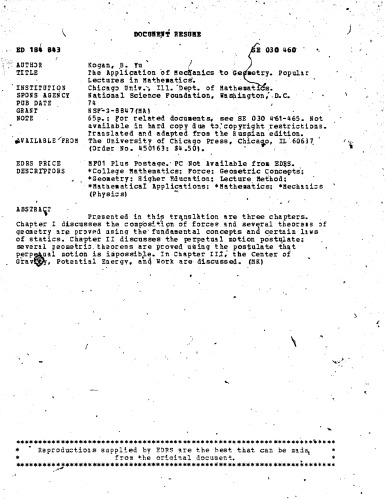 DOCUMENT RESUME
ED 184 843 SE 030 460
AUTHOR Kogan, B. Yu
TITLE The Application of Mechanics to Geometry. Popular
Lectures in Mathematics.
INSTITUTION Chicago Univ., Ill. Dept. of Mathematics.
SPONS AGENCY National Science Foundation, Washington, D.C.
PUB DATE 74
GRANT NSF-G-8847(MA)
NOTE 65p.; For related documents, see SE 030 461-465. Not
available in hard copy due to copyright restrictions.
Translated and adapted from the Russian edition.
AVAILABLE FROM The University of Chicago Press, Chicago, IL 60637
(Order No. 450163; $4.50).
EDRS PRICE MF01 Plus Postage. PC Not Available from EDRS.
DESCRIPTORS *College Mathematics; Force; Geometric Concepts;
*Geometry; Higher Education; Lecture Method;
*Mathematical Applications; *Mathematics; *Mechanics
(Physics)
ABSTRACT
Presented in this translation are three chapters.
Chapter I discusses the composition of forces and several theorems of
geometry are proved using the fundamental concepts and certain laws
of statics. Chapter II discusses the perpetual motion postulate;
several geometric theorems are proved using the postulate that
perpetual motion is impossible. In Chapter III, the Center of
Gravity, Potential Energy, and Work are discussed. (MK)
***********************************************************************
* Reproductions supplied by EDRS are the best that can be made *
* from the original document. *
***********************************************************************